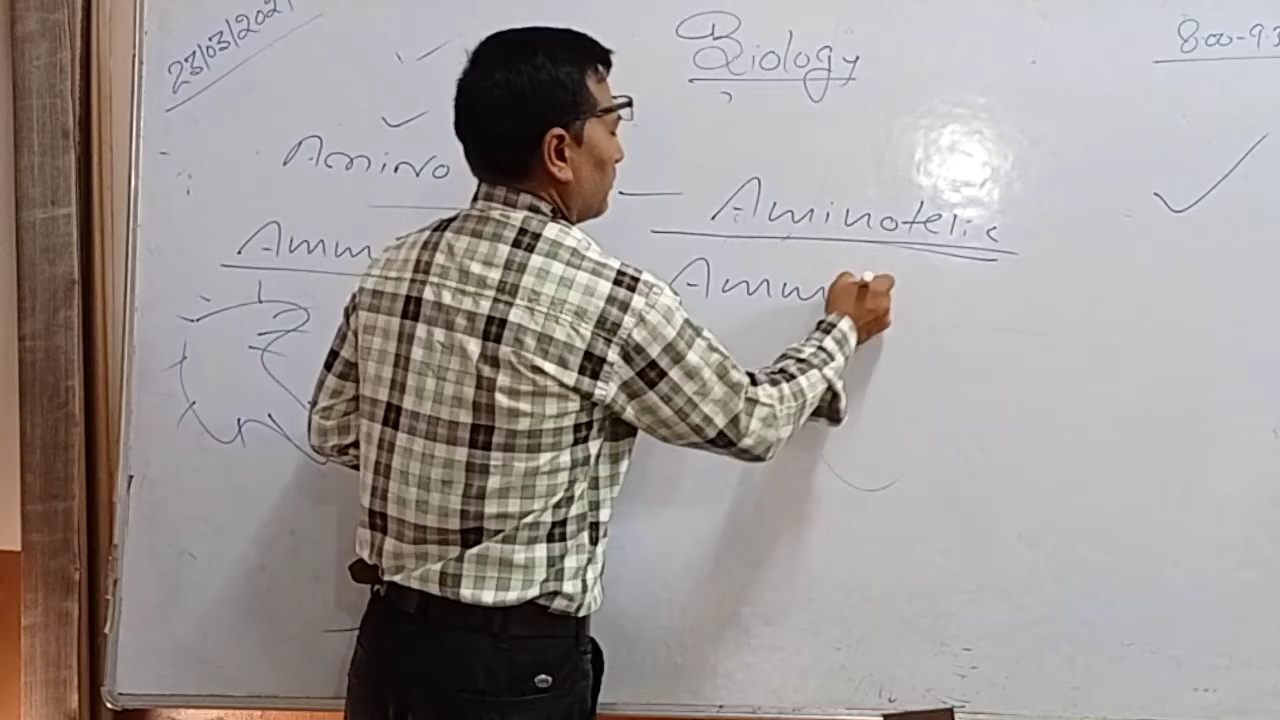 23/03/2021
Biology
8:00-9:3
Amino — Aminotelic
Amm
Amm